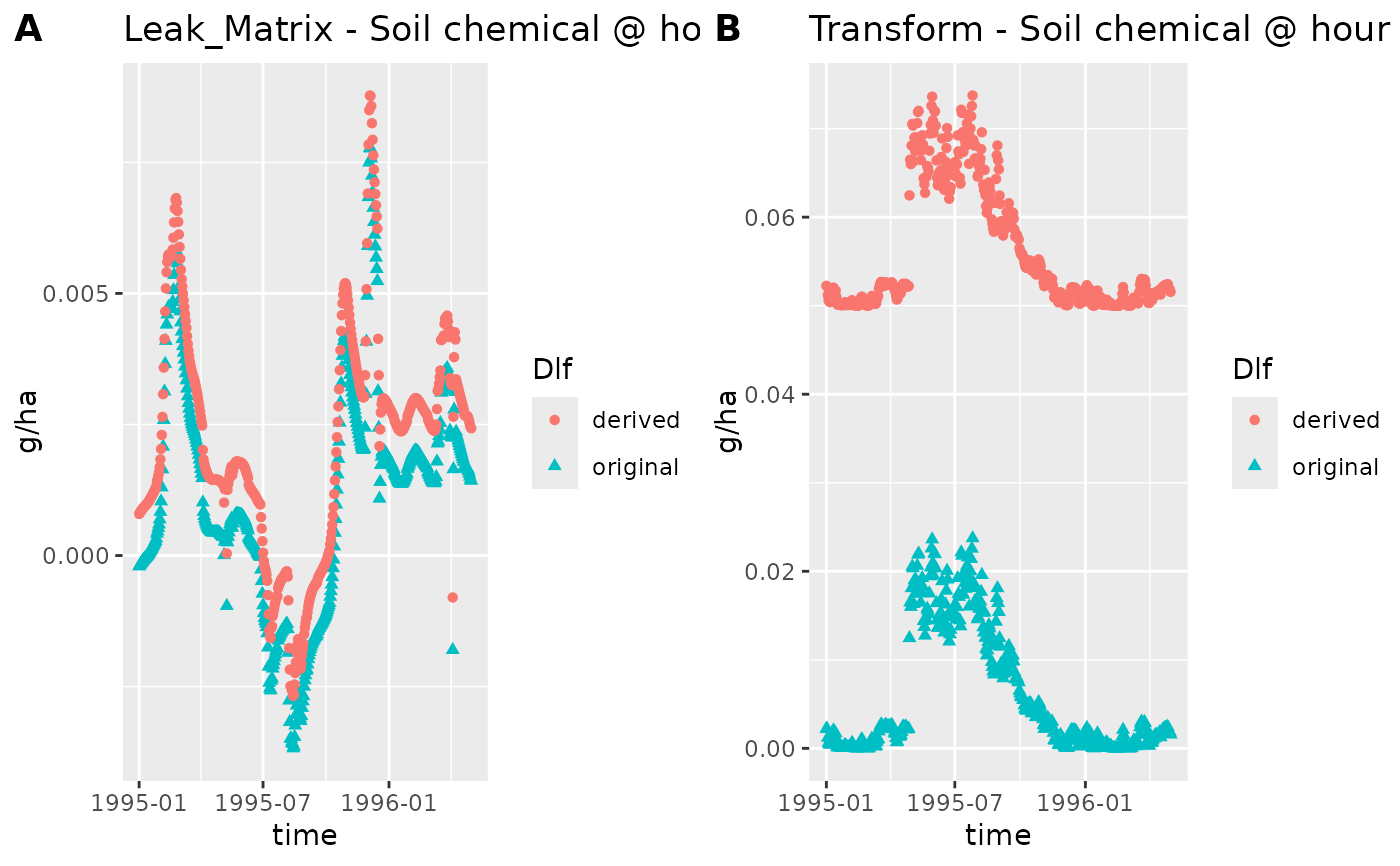 A
Leak_Matrix - Soil chemical @ ho
g/ha
0.005
0.000
1995-01
1995-07
1996-01
time
Dlf
derived
original
B
Transform - Soil chemical @ hour
g/ha
0.06
0.04
0.02
0.00
1995-01
1995-07
1996-01
time
Dlf
derived
original